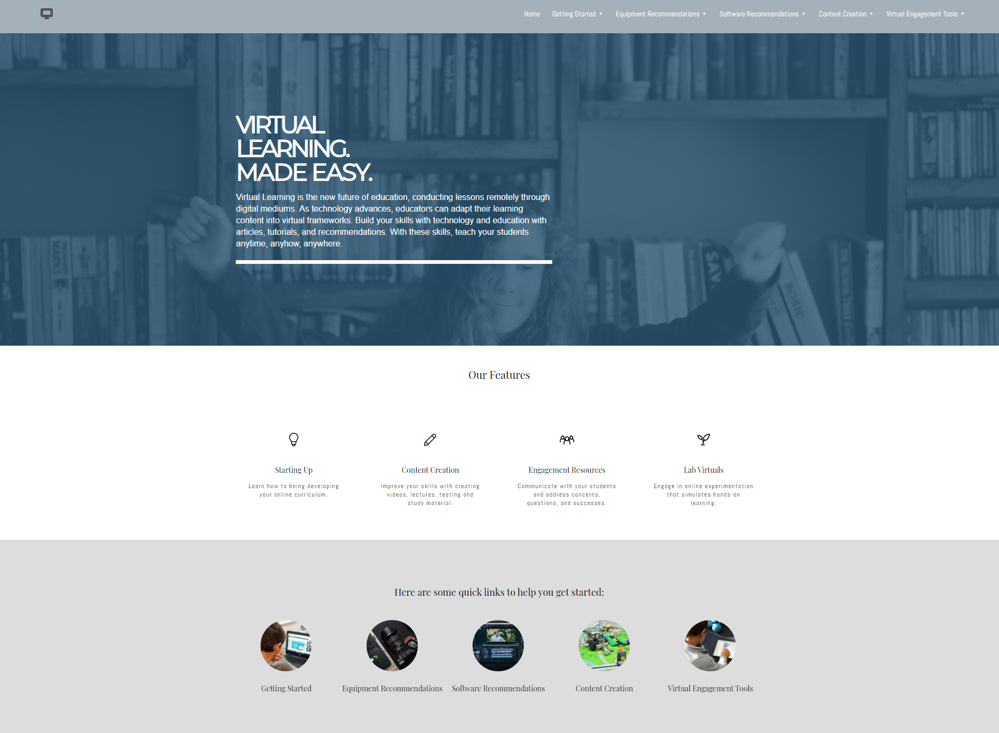 Home Getting Started ▼ Equipment Recommendations ▼ Software Recommendations ▼ Content Creation ▼ Virtual Engagement Tools ▼
VIRTUAL
LEARNING.
MADE EASY.
Virtual Learning is the new future of education, conducting lessons remotely through
digital mediums. As technology advances, educators can adapt their learning
content into virtual frameworks. Build your skills with technology and education with
articles, tutorials, and recommendations. With these skills, teach your students
anytime, anyhow, anywhere.
BOSH!
Our Features
Starting Up
Learn how to being developing
your online curriculum.
Content Creation
Improve your skills with creating
videos, lectures, testing and
study material.
Engagement Resources
Communicate with your students
and address concerns,
questions, and successes.
Lab Virtuals
Engage in online experimentation
that simulates hands-on
learning.
Here are some quick links to help you get started:
Getting Started
Equipment Recommendations
Software Recommendations
Content Creation
Virtual Engagement Tools